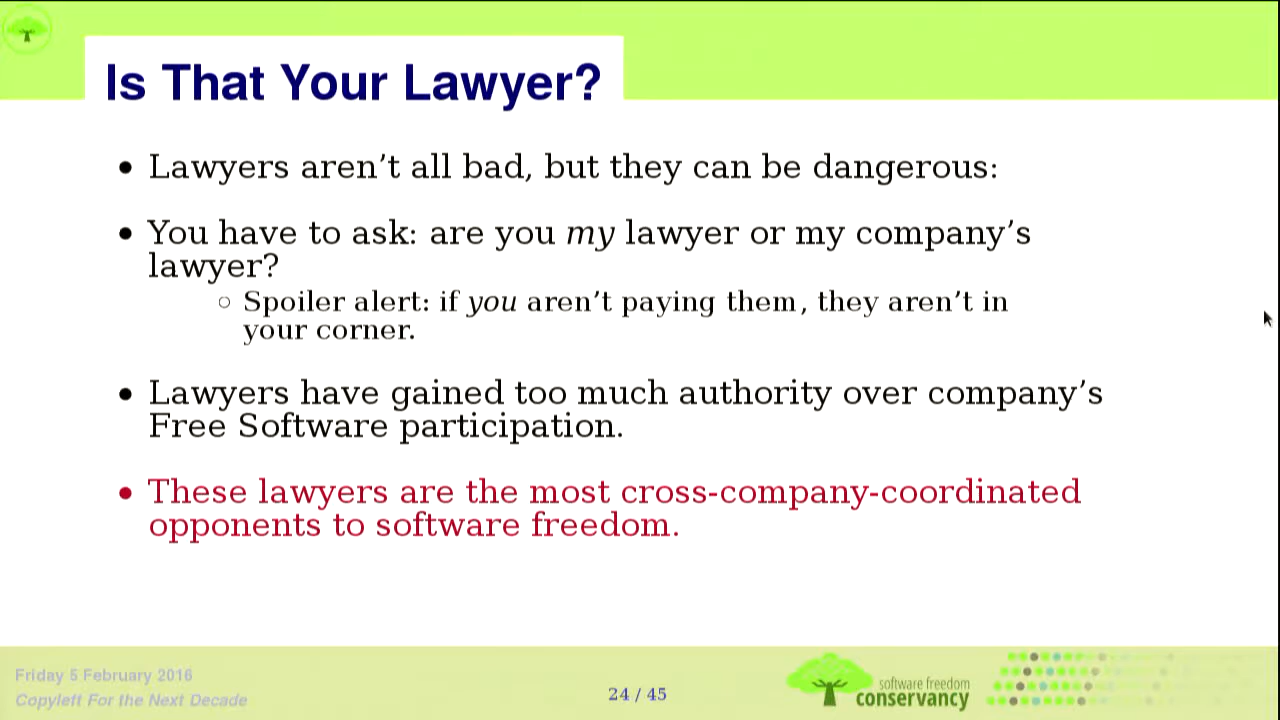 Is That Your Lawyer?
• Lawyers aren’t all bad, but they can be dangerous:
• You have to ask: are you my lawyer or my company’s
lawyer?
○ Spoiler alert: if you aren’t paying them, they aren’t in
your corner.
• Lawyers have gained too much authority over company’s
Free Software participation.
• These lawyers are the most cross-company-coordinated
opponents to software freedom.
Friday 5 February 2016
Copyleft For the Next Decade
24 / 45
software freedom
conservancy